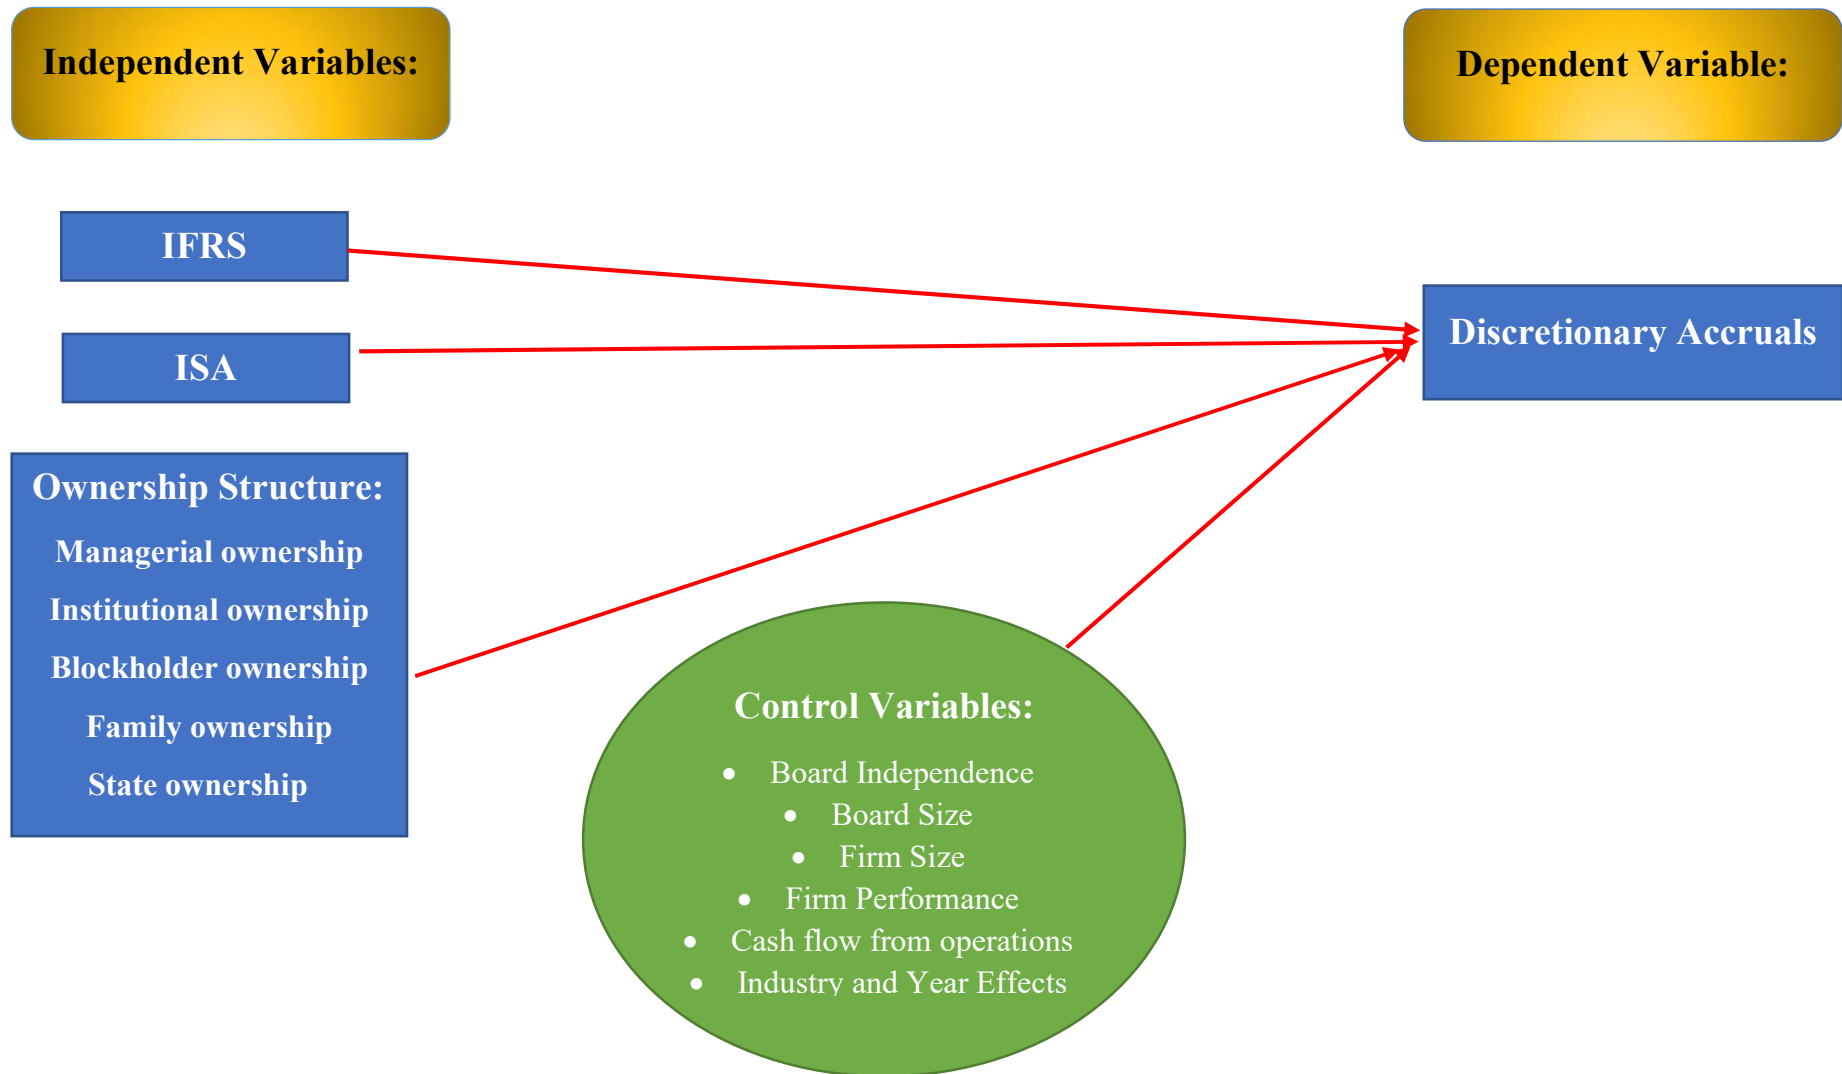 Independent Variables:
Dependent Variable:
IFRS
ISA
Ownership Structure:
Managerial ownership
Institutional ownership
Blockholder ownership
Family ownership
State ownership
Discretionary Accruals
Control Variables:
• Board Independence
• Board Size
• Firm Size
• Firm Performance
• Cash flow from operations
• Industry and Year Effects